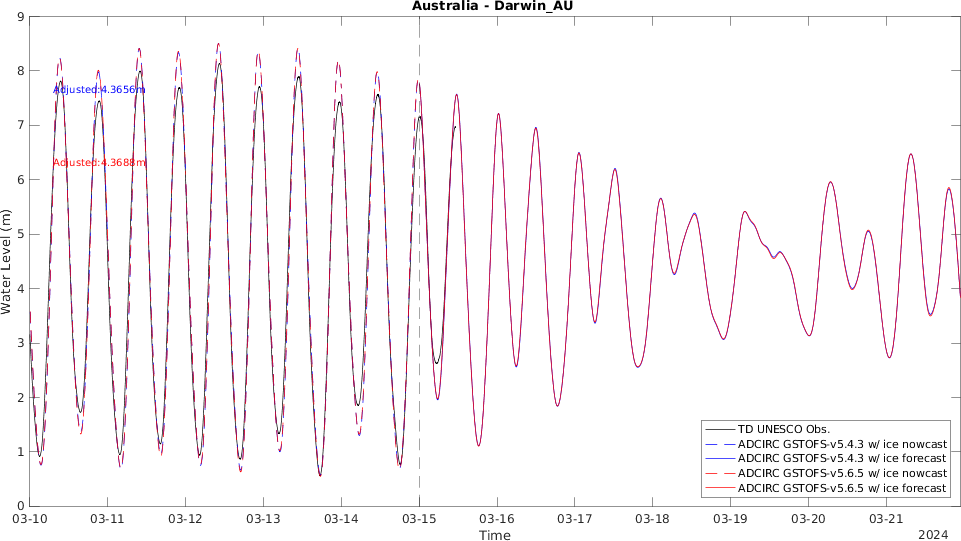 Australia - Darwin_AU
9
8
7
6
5
4
3
2
1
0
Water Level (m)
Adjusted:4.3656m
Adjusted:4.3688m
TD UNESCO Obs.
ADCIRC GSTOFS-v5.4.3 w/ ice nowcast
ADCIRC GSTOFS-v5.4.3 w/ ice forecast
ADCIRC GSTOFS-v5.6.5 w/ ice nowcast
ADCIRC GSTOFS-v5.6.5 w/ ice forecast
03-10 03-11 03-12 03-13 03-14 03-15 03-16 03-17 03-18 03-19 03-20 03-21
Time
2024